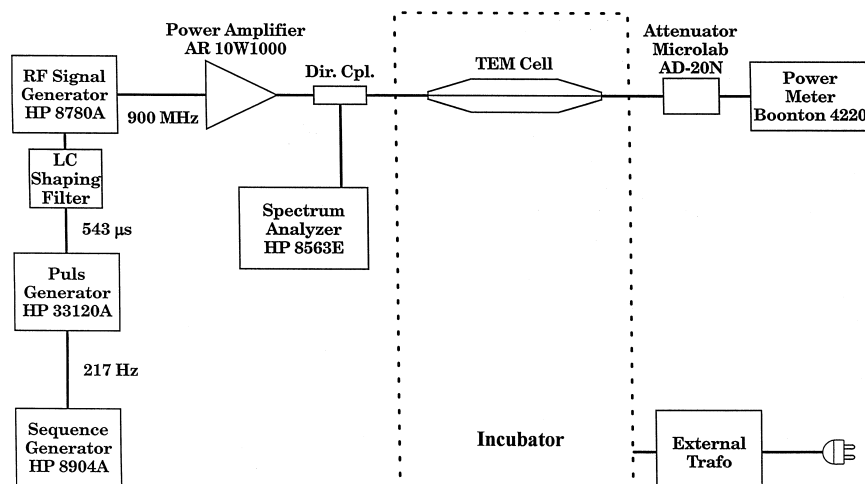 Power Amplifier
AR 10W1000
RF Signal
Generator
HP 8780A
900 MHz
Dir. Cpl.
TEM Cell
Attenuator
Microlab
AD-20N
Power
Meter
Boonton 4220
LC
Shaping
Filter
543 µs
Spectrum
Analyzer
HP 8563E
Puls
Generator
HP 33120A
217 Hz
Sequence
Generator
HP 8904A
Incubator
External
Trafo